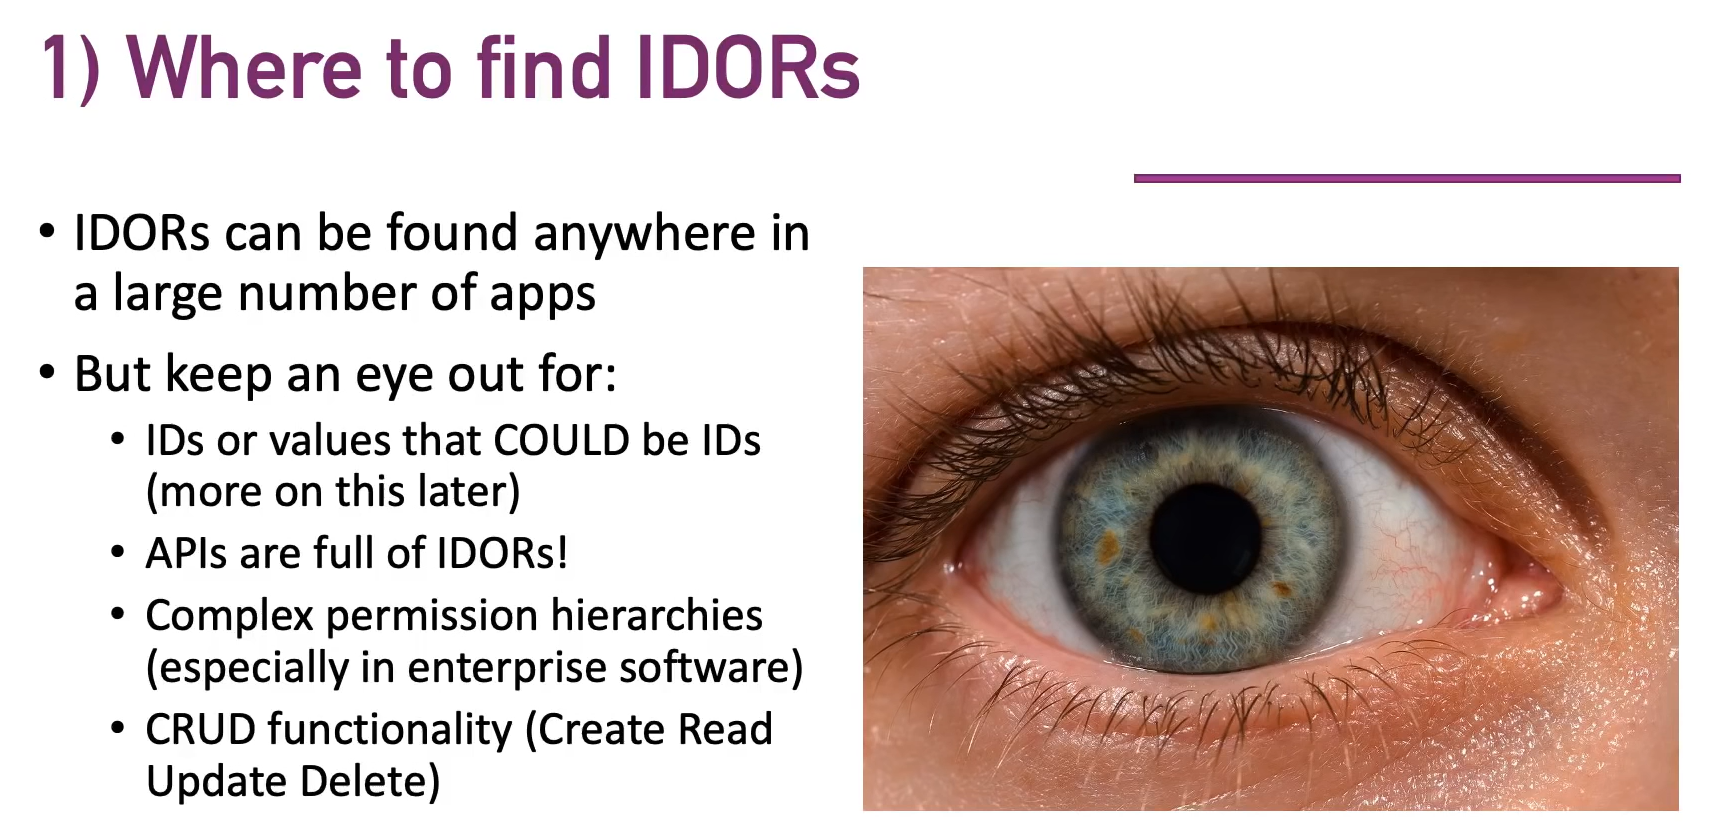 1) Where to find IDORs
• IDORs can be found anywhere in
a large number of apps
• But keep an eye out for:
• IDs or values that COULD be IDs
(more on this later)
• APIs are full of IDORs!
• Complex permission hierarchies
(especially in enterprise software)
• CRUD functionality (Create Read
Update Delete)